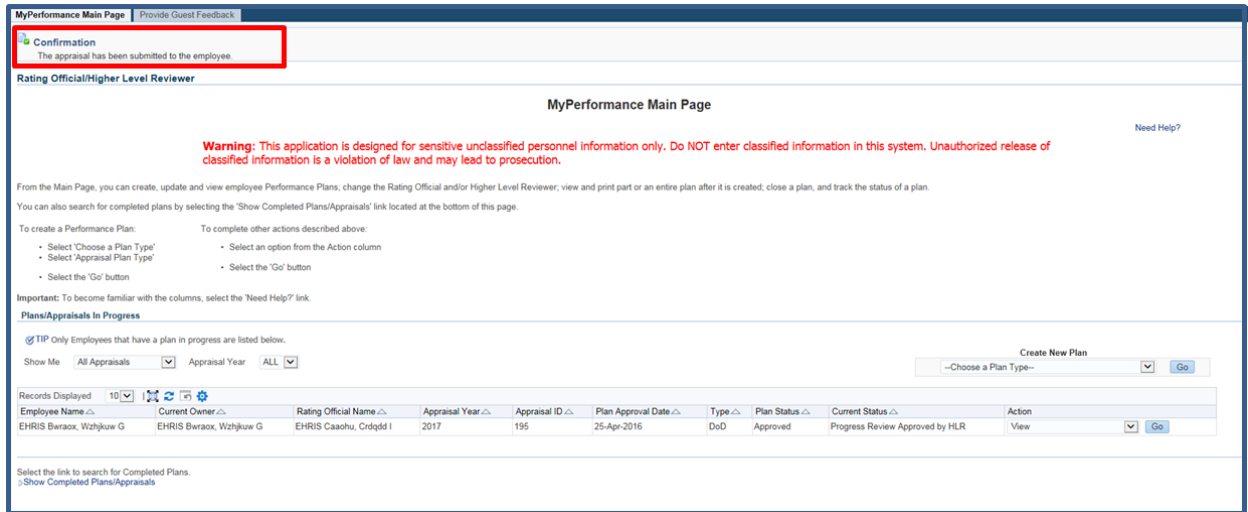 MyPerformance Main Page Provide Guest Feedback
Confirmation
The appraisal has been submitted to the employee.
Rating Official/Higher Level Reviewer
MyPerformance Main Page
Need Help?
Warning: This application is designed for sensitive unclassified personnel information only. Do NOT enter classified information in this system. Unauthorized release of
classified information is a violation of law and may lead to prosecution.
From the Main Page, you can create, update and view employee Performance Plans; change the Rating Official and/or Higher Level Reviewer; view and print part or an entire plan after it is created; close a plan, and track the status of a plan.
You can also search for completed plans by selecting the 'Show Completed Plans/Appraisals' link located at the bottom of this page.
To create a Performance Plan: To complete other actions described above:
• Select 'Choose a Plan Type' • Select an option from the Action column
• Select 'Appraisal Plan Type'
• Select the 'Go' button
• Select the 'Go' button
Important: To become familiar with the columns, select the 'Need Help?' link.
Plans/Appraisals In Progress
TIP Only Employees that have a plan in progress are listed below.
Create New Plan
Show Me All Appraisals Appraisal Year ALL --Choose a Plan Type-- Go
Records Displayed 10
Employee Name Current Owner Rating Official Name Appraisal Year Appraisal ID Plan Approval Date Type Plan Status Current Status Action
EHRIS Bwraox, Wzhjkuw G EHRIS Bwraox, Wzhjkuw G EHRIS Caaohu, Crdqdd I 2017 195 25-Apr-2016 DoD Approved Progress Review Approved by HLR View Go
Select the link to search for Completed Plans.
Show Completed Plans/Appraisals